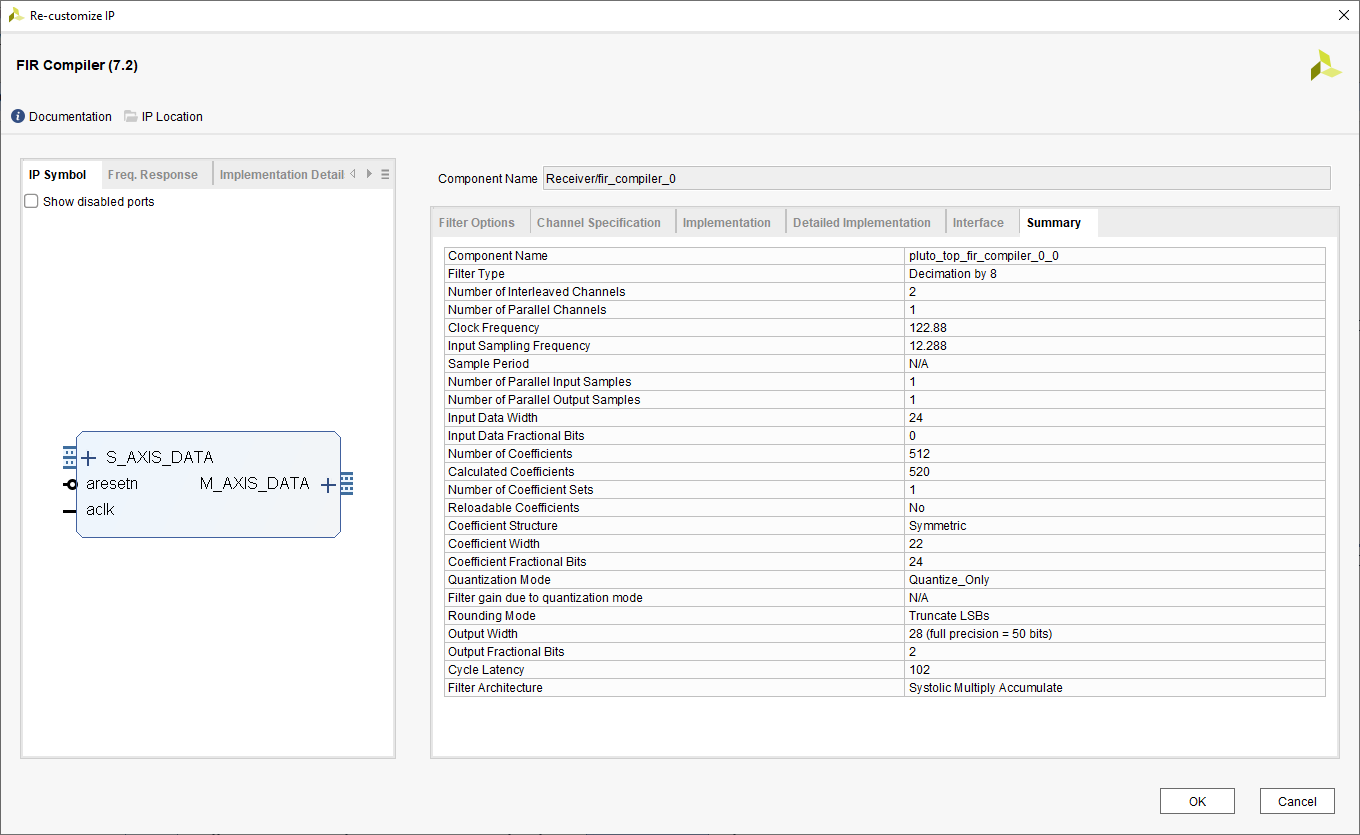 Re-customize IP
FIR Compiler (7.2)
Documentation IP Location
IP Symbol Freq. Response Implementation Detail
Show disabled ports
S_AXIS_DATA
aresetn M_AXIS_DATA
aclk
Component Name Receiver/fir_compiler_0
Filter Options Channel Specification Implementation Detailed Implementation Interface Summary
Component Name pluto_top_fir_compiler_0_0
Filter Type Decimation by 8
Number of Interleaved Channels 2
Number of Parallel Channels 1
Clock Frequency 122.88
Input Sampling Frequency 12.288
Sample Period N/A
Number of Parallel Input Samples 1
Number of Parallel Output Samples 1
Input Data Width 24
Input Data Fractional Bits 0
Number of Coefficients 512
Calculated Coefficients 520
Number of Coefficient Sets 1
Reloadable Coefficients No
Coefficient Structure Symmetric
Coefficient Width 22
Coefficient Fractional Bits 24
Quantization Mode Quantize_Only
Filter gain due to quantization mode N/A
Rounding Mode Truncate LSBs
Output Width 28 (full precision = 50 bits)
Output Fractional Bits 2
Cycle Latency 102
Filter Architecture Systolic Multiply Accumulate
OK Cancel